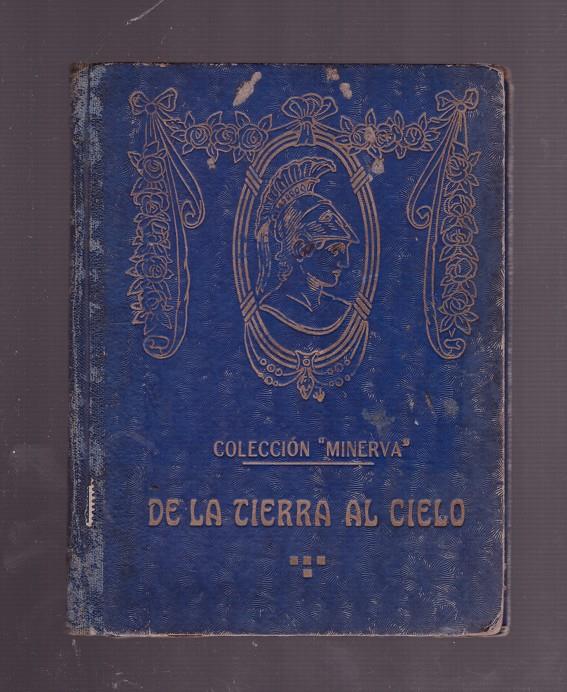 COLECCIÓN "MINERVA"
DE LA TIERRA AL CIELO